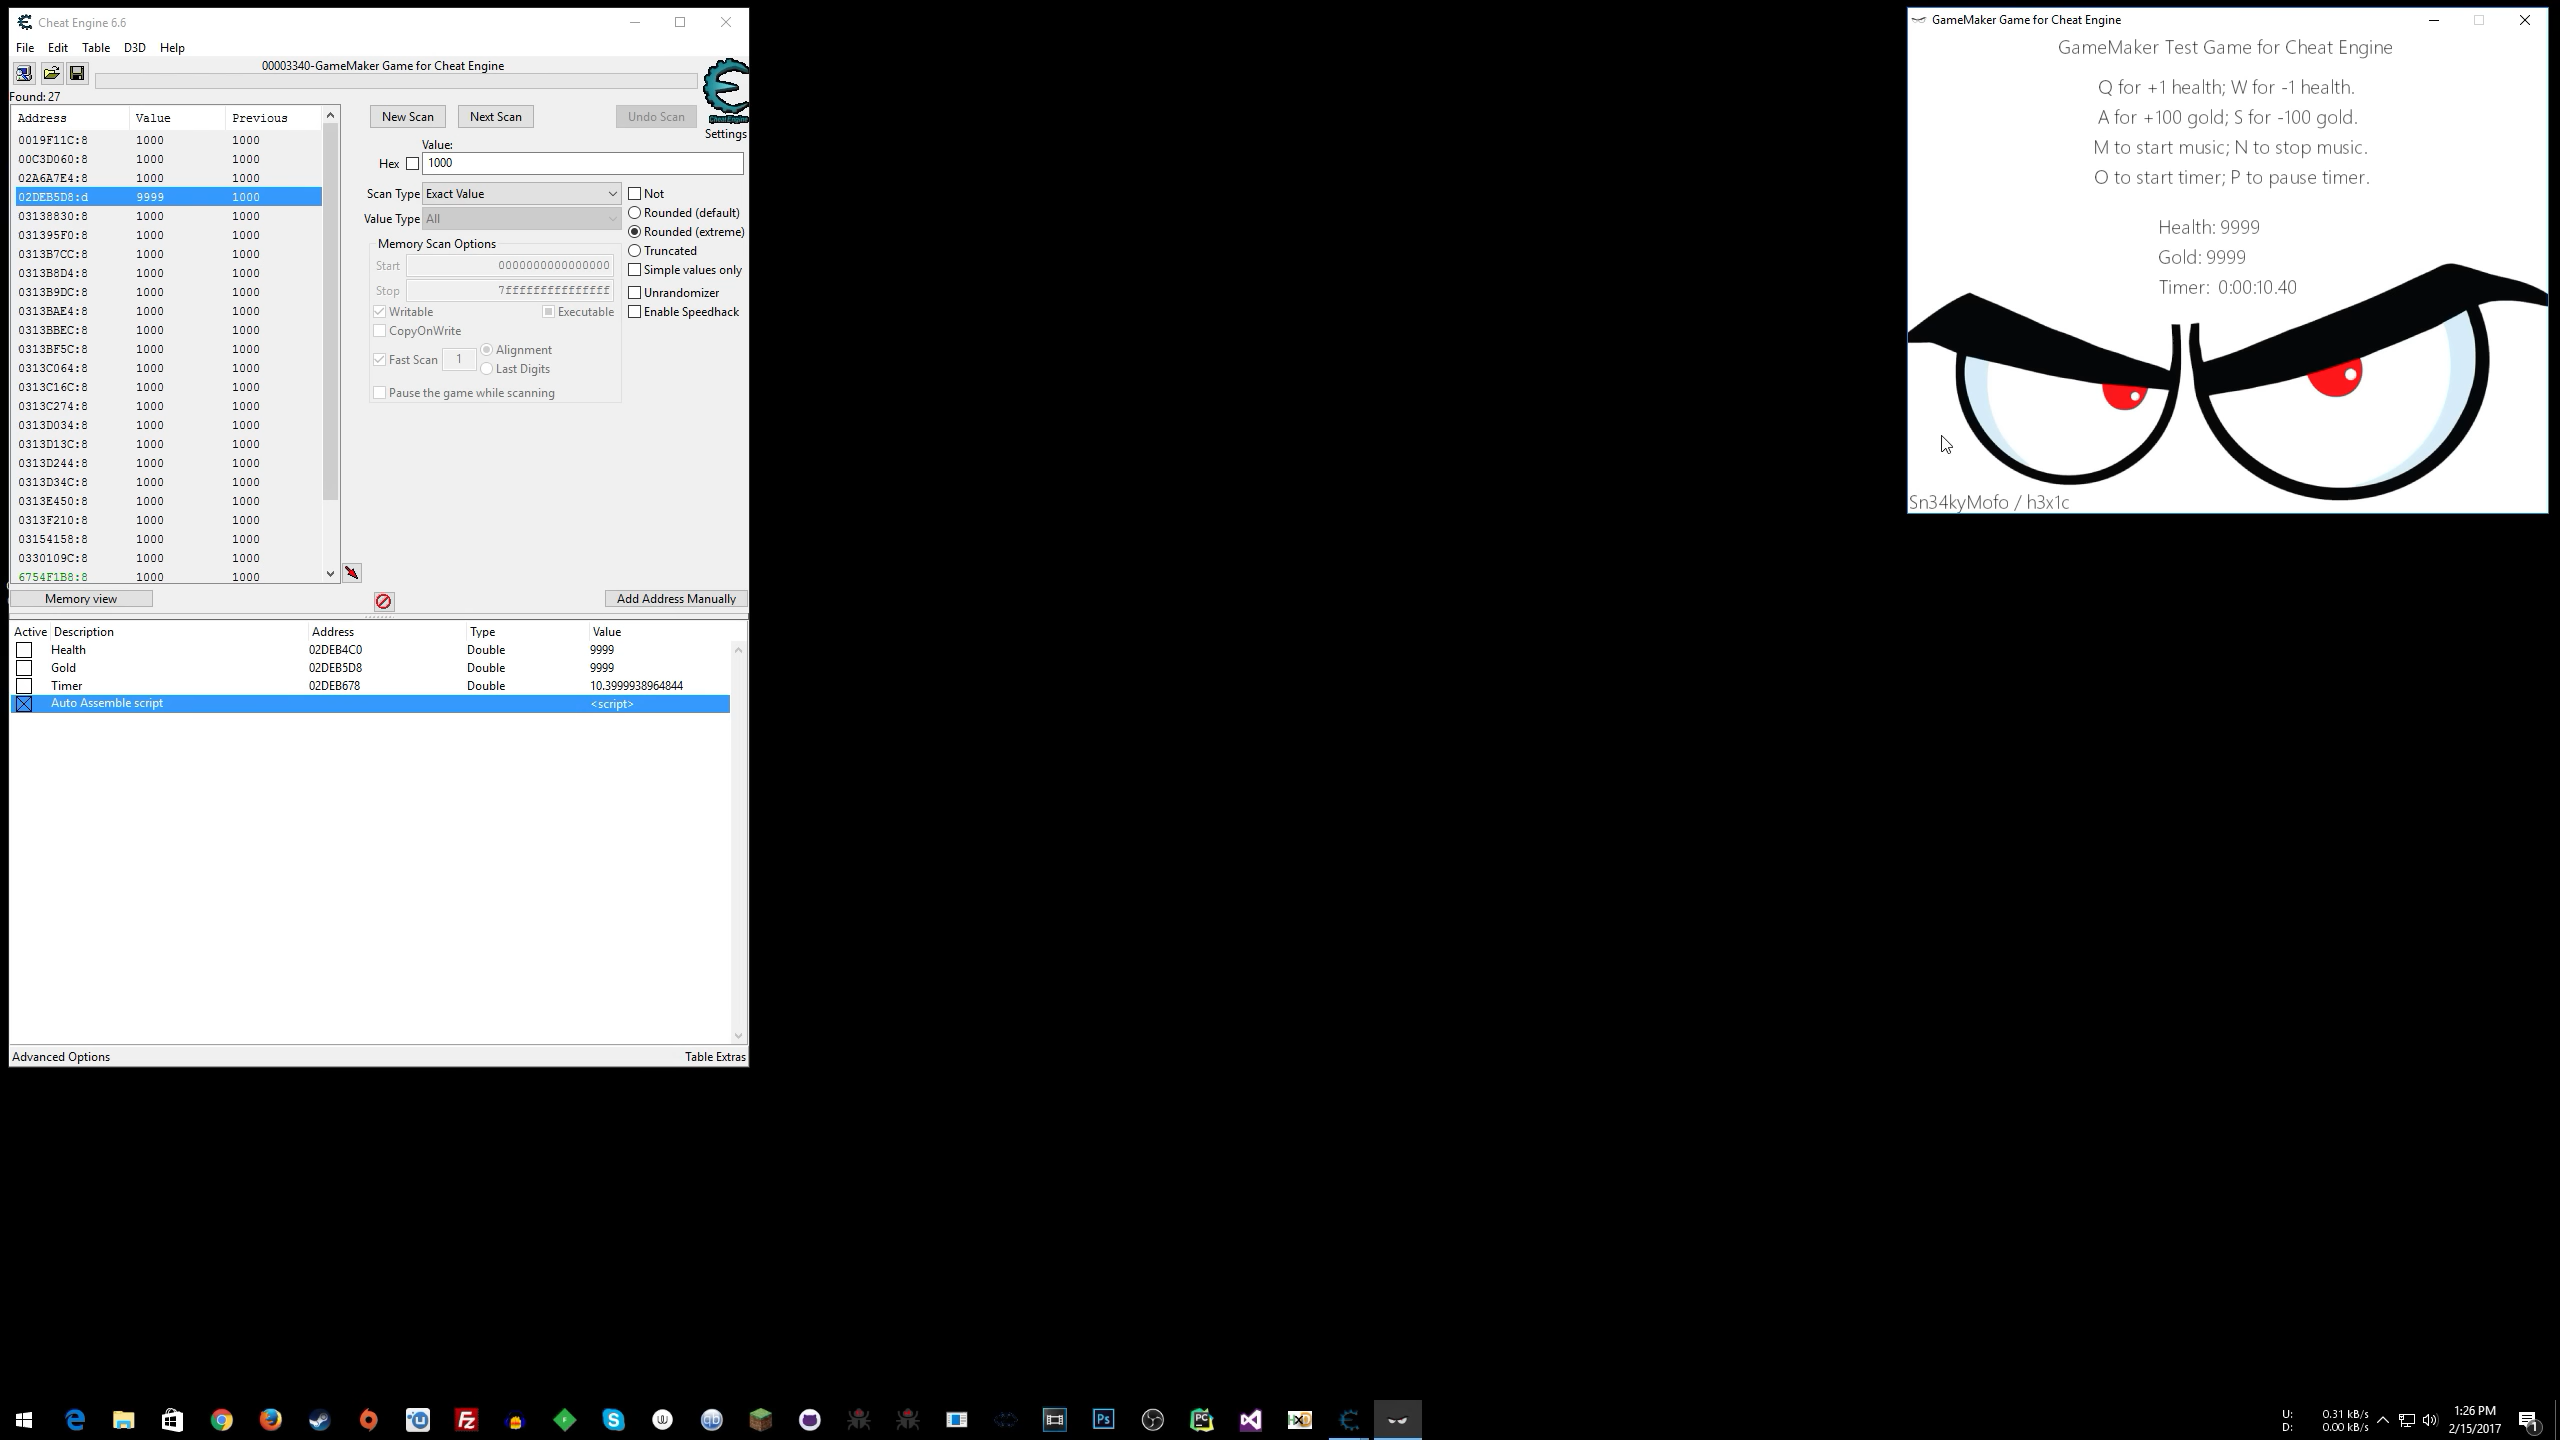 Cheat Engine 6.6
File Edit Table D3D Help
00003340-GameMaker Game for Cheat Engine
Found: 27
Address Value Previous
0019F11C:8 1000 1000
00C3D060:8 1000 1000
02A6A7E4:8 1000 1000
02DEB5D8:d 9999 1000
03138830:8 1000 1000
031395F0:8 1000 1000
0313B7CC:8 1000 1000
0313B8D4:8 1000 1000
0313B9DC:8 1000 1000
0313BAE4:8 1000 1000
0313BBEC:8 1000 1000
0313BF5C:8 1000 1000
0313C064:8 1000 1000
0313C16C:8 1000 1000
0313C274:8 1000 1000
0313D034:8 1000 1000
0313D13C:8 1000 1000
0313D244:8 1000 1000
0313D34C:8 1000 1000
0313E450:8 1000 1000
0313F210:8 1000 1000
03154158:8 1000 1000
0330109C:8 1000 1000
6754F1B8:8 1000 1000
New Scan Next Scan Undo Scan
Settings
Value:
Hex 1000
Scan Type Exact Value
Value Type All
Not
Rounded (default)
Rounded (extreme)
Truncated
Simple values only
Unrandomizer
Enable Speedhack
Memory Scan Options
Start 0000000000000000
Stop 7fffffffffffffff
Writable Executable
CopyOnWrite
Fast Scan 1 Alignment
Last Digits
Pause the game while scanning
Memory view Add Address Manually
Active Description Address Type Value
Health 02DEB4C0 Double 9999
Gold 02DEB5D8 Double 9999
Timer 02DEB678 Double 10.3999938964844
Auto Assemble script <script>
Advanced Options Table Extras
GameMaker Game for Cheat Engine
GameMaker Test Game for Cheat Engine
Q for +1 health; W for -1 health.
A for +100 gold; S for -100 gold.
M to start music; N to stop music.
O to start timer; P to pause timer.
Health: 9999
Gold: 9999
Timer: 0:00:10.40
Sn34kyMofo / h3x1c
U: 0.31 kB/s
D: 0.00 kB/s
1:26 PM
2/15/2017